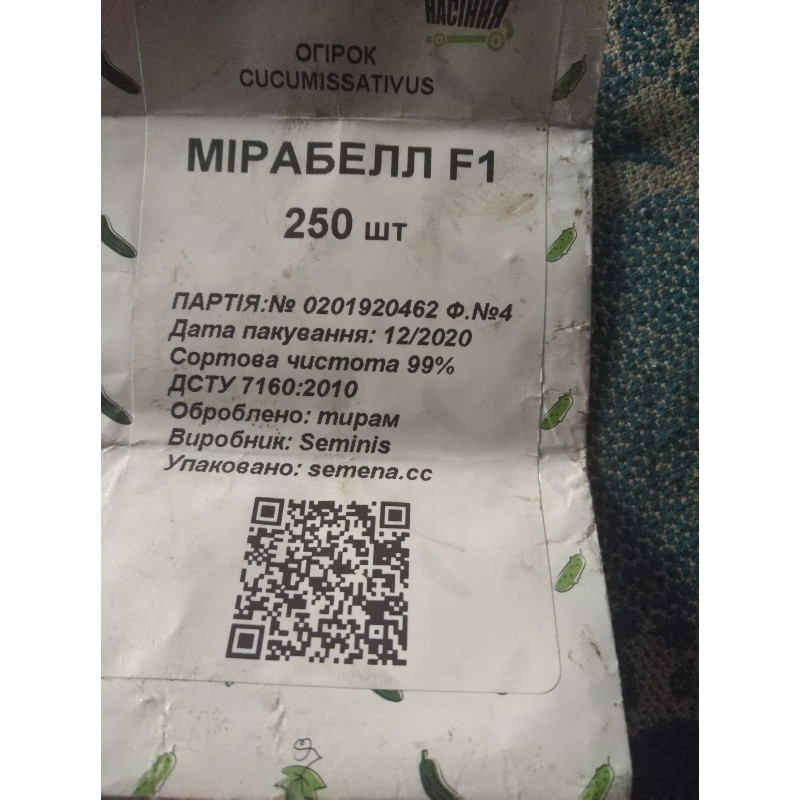 НАСІННЯ
ОГІРОК
CUCUMISSATIVUS
МІРАБЕЛЛ F1
250 шт
ПАРТІЯ:№ 0201920462 Ф.№4
Дата пакування: 12/2020
Сортова чистота 99%
ДСТУ 7160:2010
Оброблено: тирам
Виробник: Seminis
Упаковано: semena.cc